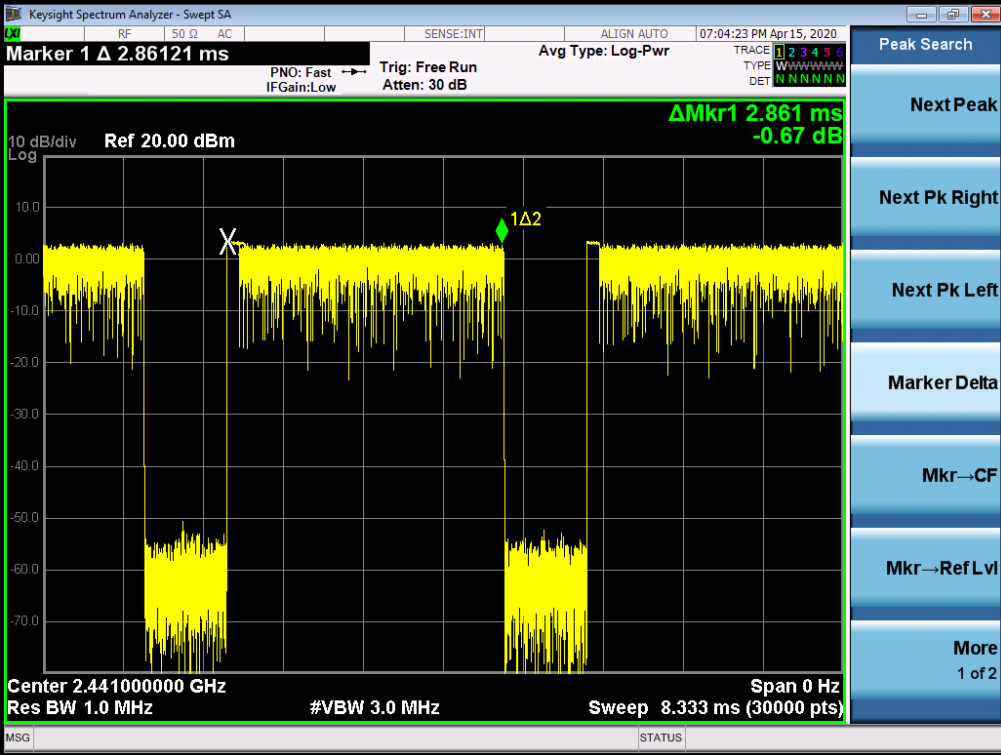 Keysight Spectrum Analyzer - Swept SA
LXI
RF 50 Ω AC SENSE:INT ALIGN AUTO 07:04:23 PM Apr 15, 2020
Marker 1 Δ 2.86121 ms
PNO: Fast
IFGain:Low
Trig: Free Run
Atten: 30 dB
Avg Type: Log-Pwr
TRACE 1 2 3 4 5 6
TYPE WWWWWW
DET N N N N N N
ΔMkr1 2.861 ms
-0.67 dB
10 dB/div Ref 20.00 dBm
Log
10.0
0.00
-10.0
-20.0
-30.0
-40.0
-50.0
-60.0
-70.0
X
1Δ2
Center 2.441000000 GHz Span 0 Hz
Res BW 1.0 MHz #VBW 3.0 MHz Sweep 8.333 ms (30000 pts)
MSG STATUS
Peak Search
Next Peak
Next Pk Right
Next Pk Left
Marker Delta
Mkr→CF
Mkr→Ref Lvl
More
1 of 2